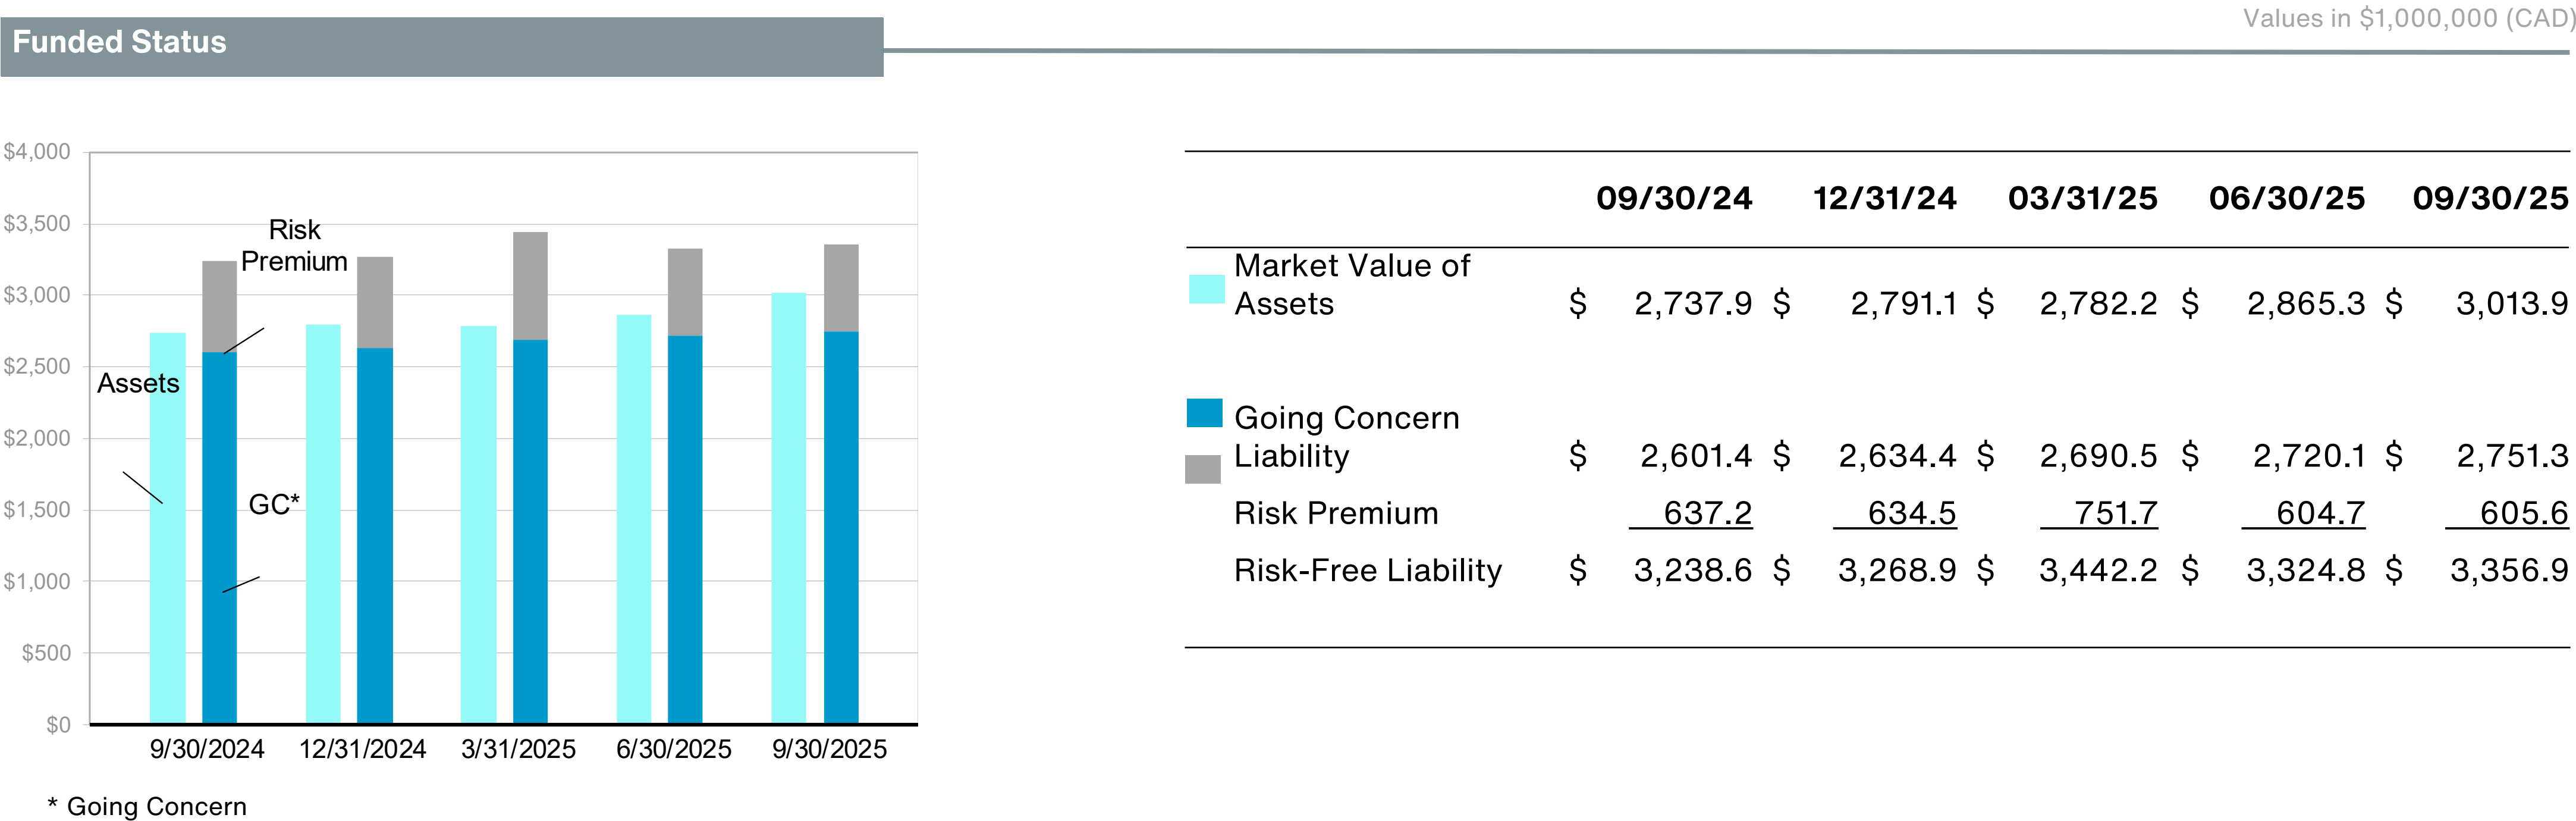 Values in $1,000,000 (CAD)
Funded Status
$4,000
$3,500
$3,000
$2,500
$2,000
$1,500
$1,000
$500
$0
Risk
Premium
Assets
GC*
9/30/2024 12/31/2024 3/31/2025 6/30/2025 9/30/2025
* Going Concern
09/30/24 12/31/24 03/31/25 06/30/25 09/30/25
Market Value of
Assets $ 2,737.9 $ 2,791.1 $ 2,782.2 $ 2,865.3 $ 3,013.9
Going Concern
Liability $ 2,601.4 $ 2,634.4 $ 2,690.5 $ 2,720.1 $ 2,751.3
Risk Premium 637.2 634.5 751.7 604.7 605.6
Risk-Free Liability $ 3,238.6 $ 3,268.9 $ 3,442.2 $ 3,324.8 $ 3,356.9